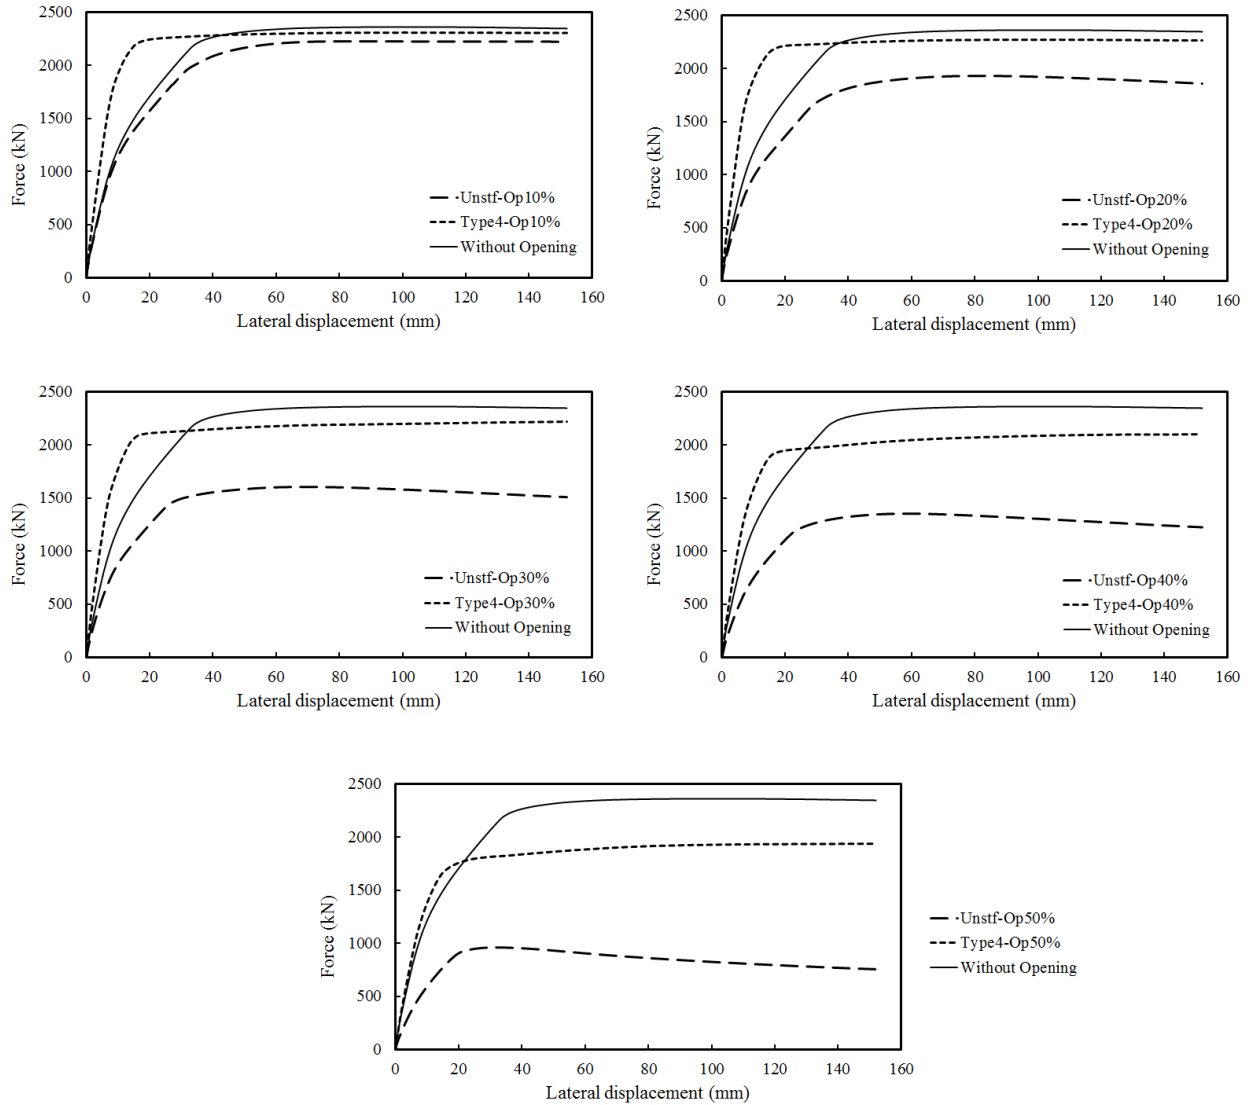 2500
2000
1500
1000
500
0
Force (kN)
0 20 40 60 80 100 120 140 160
Lateral displacement (mm)
Unstf-Op10%
Type4-Op10%
Without Opening
2500
2000
1500
1000
500
0
Force (kN)
0 20 40 60 80 100 120 140 160
Lateral displacement (mm)
Unstf-Op20%
Type4-Op20%
Without Opening
2500
2000
1500
1000
500
0
Force (kN)
0 20 40 60 80 100 120 140 160
Lateral displacement (mm)
Unstf-Op30%
Type4-Op30%
Without Opening
2500
2000
1500
1000
500
0
Force (kN)
0 20 40 60 80 100 120 140 160
Lateral displacement (mm)
Unstf-Op40%
Type4-Op40%
Without Opening
2500
2000
1500
1000
500
0
Force (kN)
0 20 40 60 80 100 120 140 160
Lateral displacement (mm)
Unstf-Op50%
Type4-Op50%
Without Opening